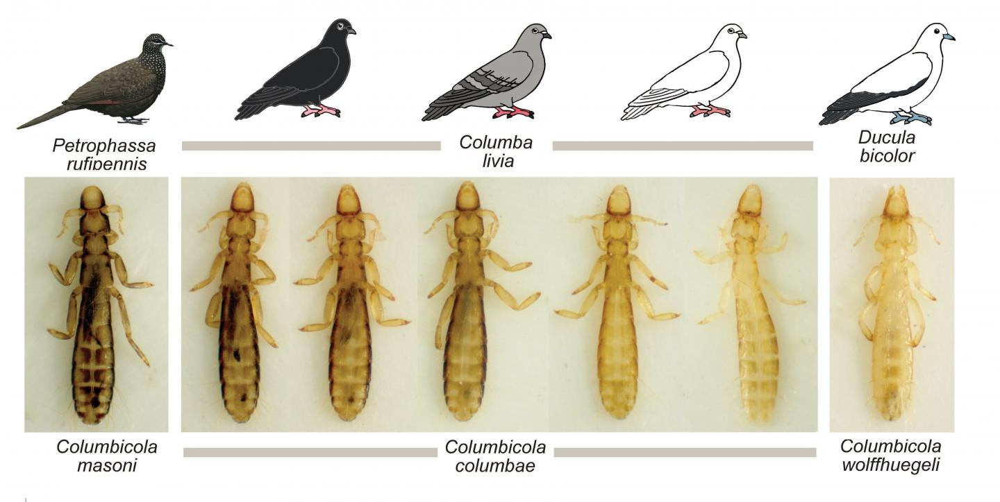 Petrophassa
rufipennis
Columba
livia
Ducula
bicolor
Columbicola
masoni
Columbicola
columbae
Columbicola
wolffhuegeli